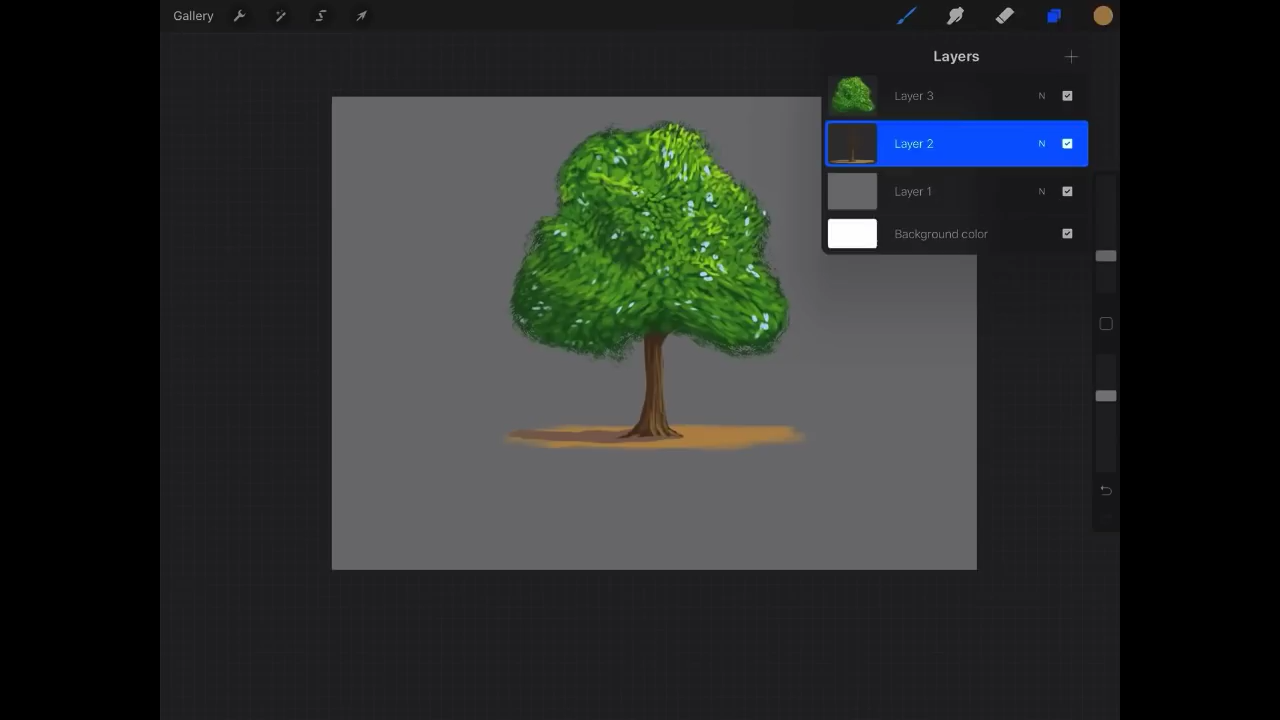 Gallery
Layers
Layer 3 N
Layer 2 N
Layer 1 N
Background color